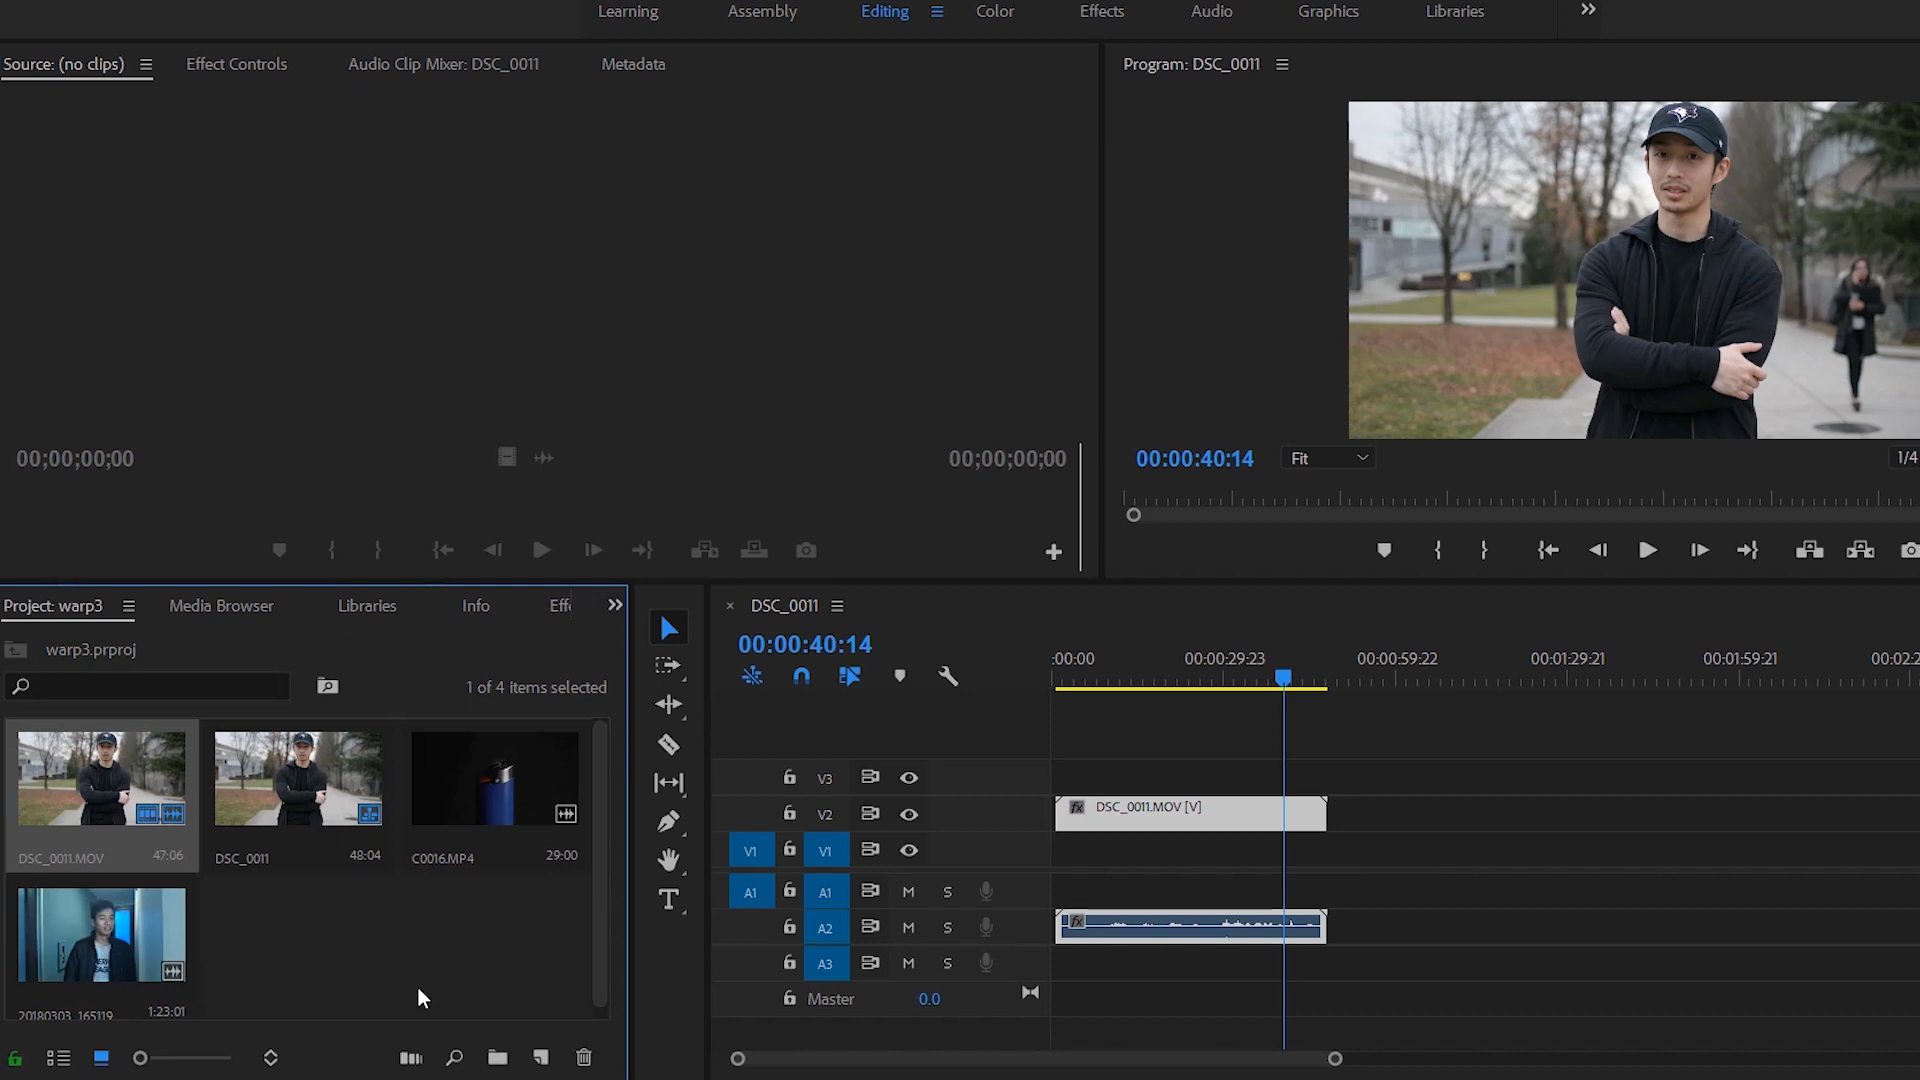 Learning Assembly Editing Color Effects Audio Graphics Libraries
Source: (no clips) Effect Controls Audio Clip Mixer: DSC_0011 Metadata
Program: DSC_0011
00;00;00;00
00;00;00;00
00:00:40:14 Fit 1/4
Project: warp3 Media Browser Libraries Info Effe
warp3.prproj
1 of 4 items selected
DSC_0011.MOV 47:06
DSC_0011 48:04
C0016.MP4 29:00
20180303_165119 1:23:01
DSC_0011
00:00:40:14
:00:00 00:00:29:23 00:00:59:22 00:01:29:21 00:01:59:21 00:02:2
V3
V2 DSC_0011.MOV [V]
V1 V1
A1 A1 M S
A2 M S fx
A3 M S
Master 0.0